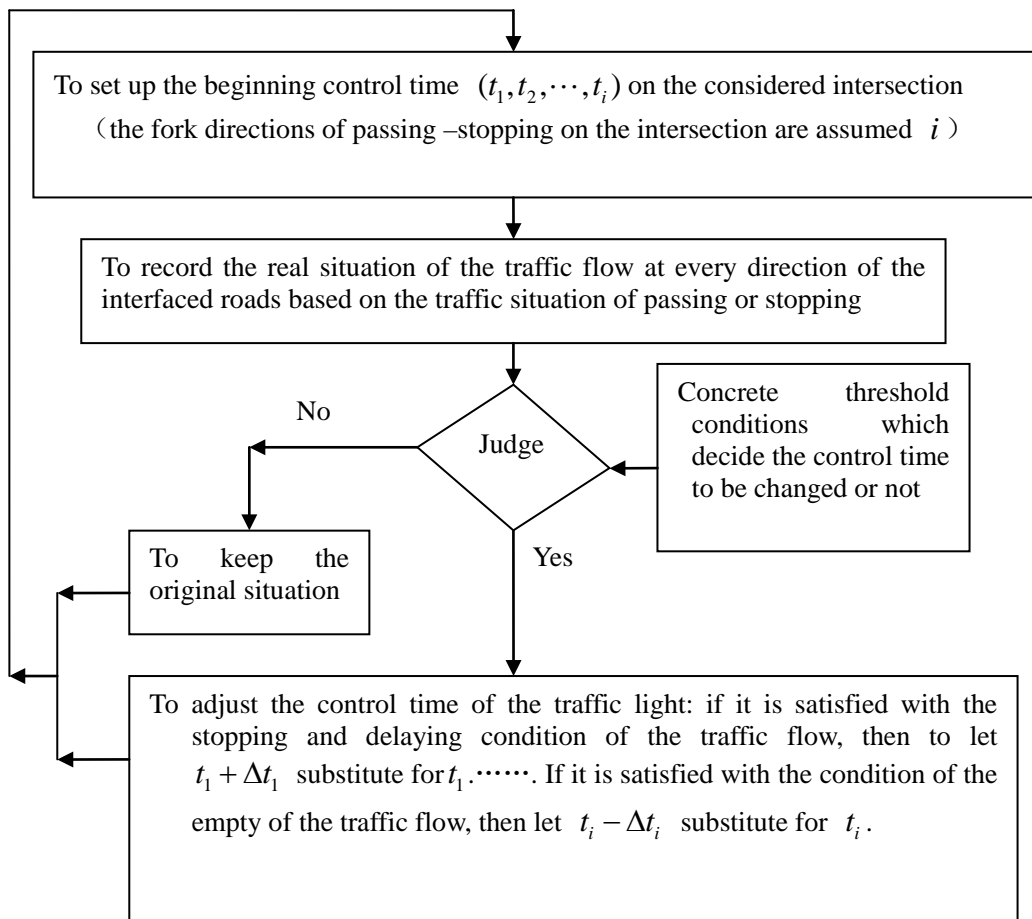 To set up the beginning control time (t₁,t₂,⋯,tᵢ) on the considered intersection
（the fork directions of passing –stopping on the intersection are assumed i）
To record the real situation of the traffic flow at every direction of the
interfaced roads based on the traffic situation of passing or stopping
No
Judge
Concrete threshold
conditions which
decide the control time
to be changed or not
Yes
To keep the
original situation
To adjust the control time of the traffic light: if it is satisfied with the
stopping and delaying condition of the traffic flow, then to let
t₁ + Δt₁ substitute for t₁.⋯⋯. If it is satisfied with the condition of the
empty of the traffic flow, then let tᵢ − Δtᵢ substitute for tᵢ.